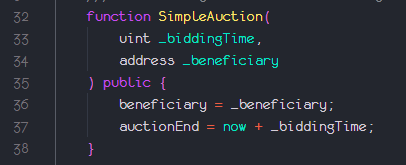 32 function SimpleAuction(
33 uint _biddingTime,
34 address _beneficiary
35 ) public {
36 beneficiary = _beneficiary;
37 auctionEnd = now + _biddingTime;
38 }